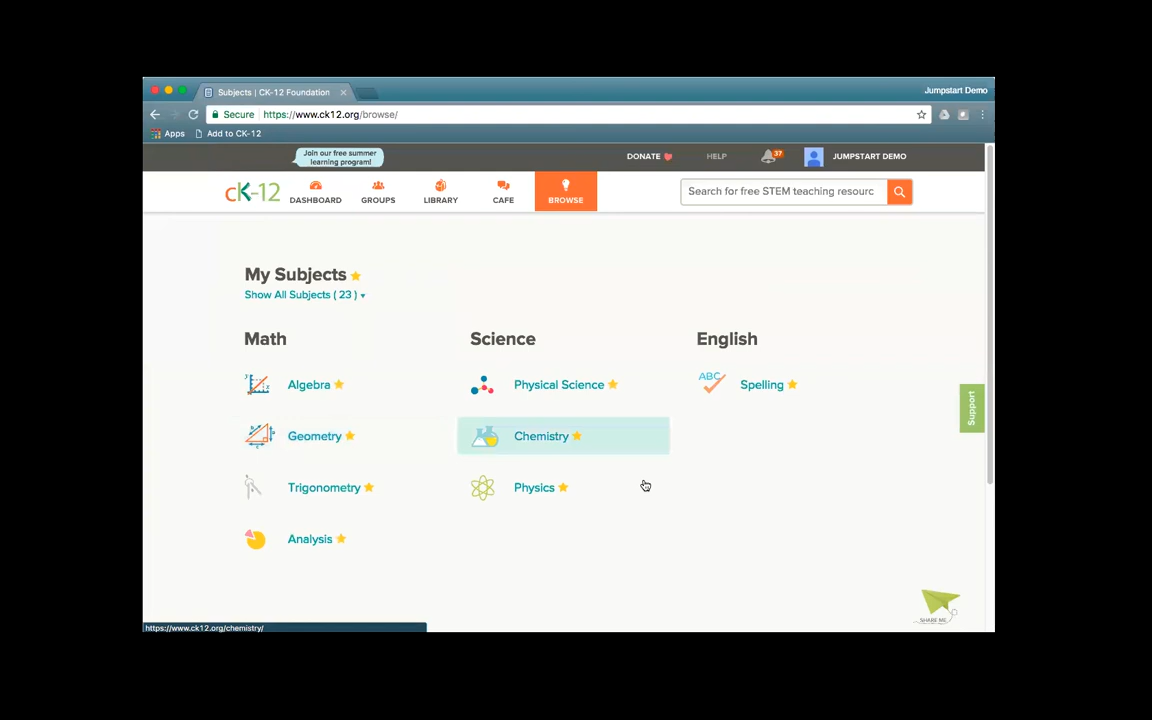 Subjects | CK-12 Foundation
Jumpstart Demo
Secure https://www.ck12.org/browse/
Apps Add to CK-12
Join our free summer
learning program!
DONATE HELP 37 JUMPSTART DEMO
cK-12 DASHBOARD GROUPS LIBRARY CAFE BROWSE Search for free STEM teaching resourc
My Subjects
Show All Subjects ( 23 )
Math Science English
Algebra Physical Science ABC Spelling
Geometry Chemistry
Trigonometry Physics
Analysis
Support
SHARE ME
https://www.ck12.org/chemistry/